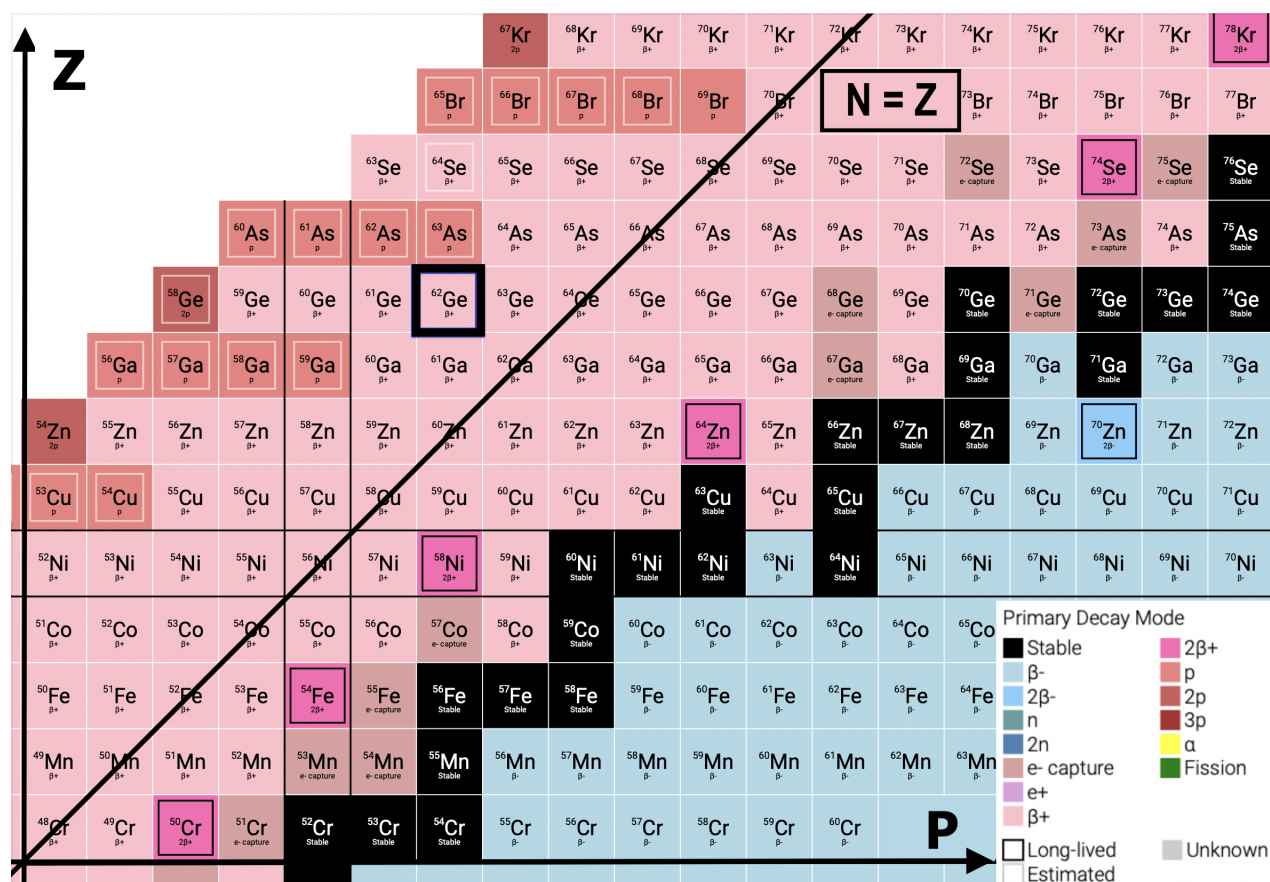 Z
67Kr 68Kr 69Kr 70Kr 71Kr 72Kr 73Kr 74Kr 75Kr 76Kr 77Kr 78Kr
2p β+ β+ β+ β+ β+ β+ β+ β+ β+ β+ 2β+
65Br 66Br 67Br 68Br 69Br 70Br N = Z 73Br 74Br 75Br 76Br 77Br
p p p p p β+ β+ β+ β+ β+ β+
63Se 64Se 65Se 66Se 67Se 68Se 69Se 70Se 71Se 72Se 73Se 74Se 75Se 76Se
β+ β+ β+ β+ β+ β+ β+ β+ β+ e- capture β+ 2β+ e- capture Stable
60As 61As 62As 63As 64As 65As 66As 67As 68As 69As 70As 71As 72As 73As 74As 75As
p p p p β+ β+ β+ β+ β+ β+ β+ β+ β+ e- capture β+ Stable
58Ge 59Ge 60Ge 61Ge 62Ge 63Ge 64Ge 65Ge 66Ge 67Ge 68Ge 69Ge 70Ge 71Ge 72Ge 73Ge 74Ge
2p β+ β+ β+ β+ β+ β+ β+ β+ β+ e- capture β+ Stable e- capture Stable Stable Stable
56Ga 57Ga 58Ga 59Ga 60Ga 61Ga 62Ga 63Ga 64Ga 65Ga 66Ga 67Ga 68Ga 69Ga 70Ga 71Ga 72Ga 73Ga
p p p p β+ β+ β+ β+ β+ β+ β+ e- capture β+ Stable β- Stable β- β-
54Zn 55Zn 56Zn 57Zn 58Zn 59Zn 60Zn 61Zn 62Zn 63Zn 64Zn 65Zn 66Zn 67Zn 68Zn 69Zn 70Zn 71Zn 72Zn
2p β+ β+ β+ β+ β+ β+ β+ β+ β+ 2β+ β+ Stable Stable Stable β- 2β- β- β-
53Cu 54Cu 55Cu 56Cu 57Cu 58Cu 59Cu 60Cu 61Cu 62Cu 63Cu 64Cu 65Cu 66Cu 67Cu 68Cu 69Cu 70Cu 71Cu
p p β+ β+ β+ β+ β+ β+ β+ β+ Stable β+ Stable β- β- β- β- β- β-
52Ni 53Ni 54Ni 55Ni 56Ni 57Ni 58Ni 59Ni 60Ni 61Ni 62Ni 63Ni 64Ni 65Ni 66Ni 67Ni 68Ni 69Ni 70Ni
β+ β+ β+ β+ β+ β+ 2β+ β+ Stable Stable Stable β- Stable β- β- β- β- β- β-
51Co 52Co 53Co 54Co 55Co 56Co 57Co 58Co 59Co 60Co 61Co 62Co 63Co 64Co 65Co
β+ β+ β+ β+ β+ β+ e- capture β+ Stable β- β- β- β- β- β-
50Fe 51Fe 52Fe 53Fe 54Fe 55Fe 56Fe 57Fe 58Fe 59Fe 60Fe 61Fe 62Fe 63Fe 64Fe
β+ β+ β+ β+ 2β+ e- capture Stable Stable Stable β- β- β- β- β- β-
49Mn 50Mn 51Mn 52Mn 53Mn 54Mn 55Mn 56Mn 57Mn 58Mn 59Mn 60Mn 61Mn 62Mn 63Mn
β+ β+ β+ β+ e- capture e- capture Stable β- β- β- β- β- β- β- β-
48Cr 49Cr 50Cr 51Cr 52Cr 53Cr 54Cr 55Cr 56Cr 57Cr 58Cr 59Cr 60Cr P
β+ β+ 2β+ e- capture Stable Stable Stable β- β- β- β- β- β-
Primary Decay Mode
Stable 2β+
β- p
2β- 2p
n 3p
2n α
e- capture Fission
e+
β+
Long-lived Unknown
Estimated